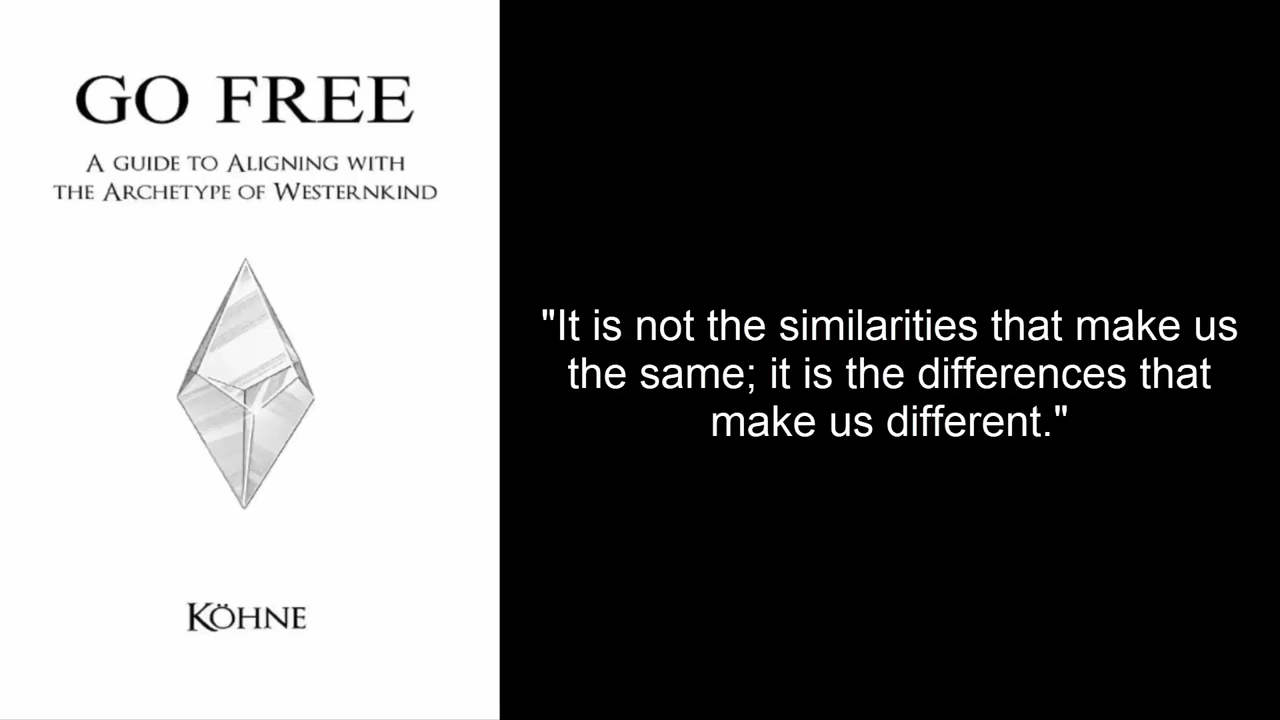 GO FREE
A GUIDE TO ALIGNING WITH
THE ARCHETYPE OF WESTERNKIND
KÖHNE
"It is not the similarities that make us
the same; it is the differences that
make us different."